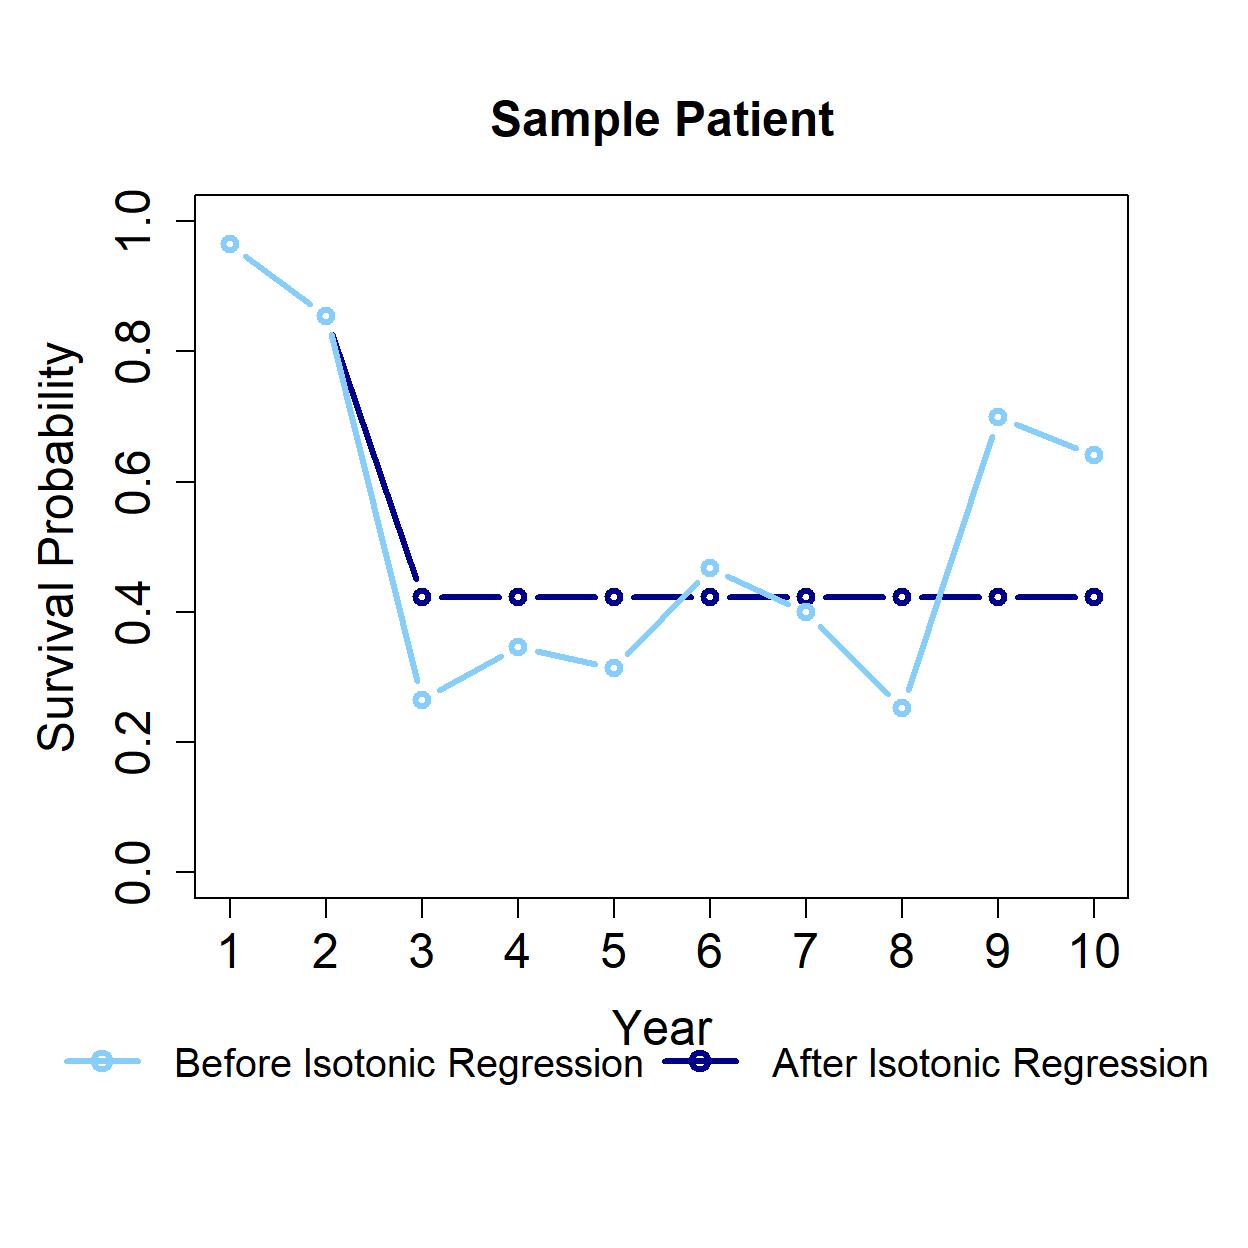 Sample Patient
Survival Probability
1.0
0.8
0.6
0.4
0.2
0.0
1 2 3 4 5 6 7 8 9 10
Year
Before Isotonic Regression After Isotonic Regression